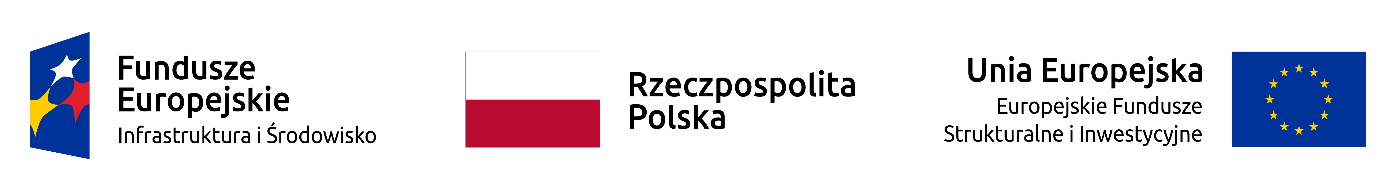 Fundusze
Europejskie
Infrastruktura i Środowisko
Rzeczpospolita
Polska
Unia Europejska
Europejskie Fundusze
Strukturalne i Inwestycyjne